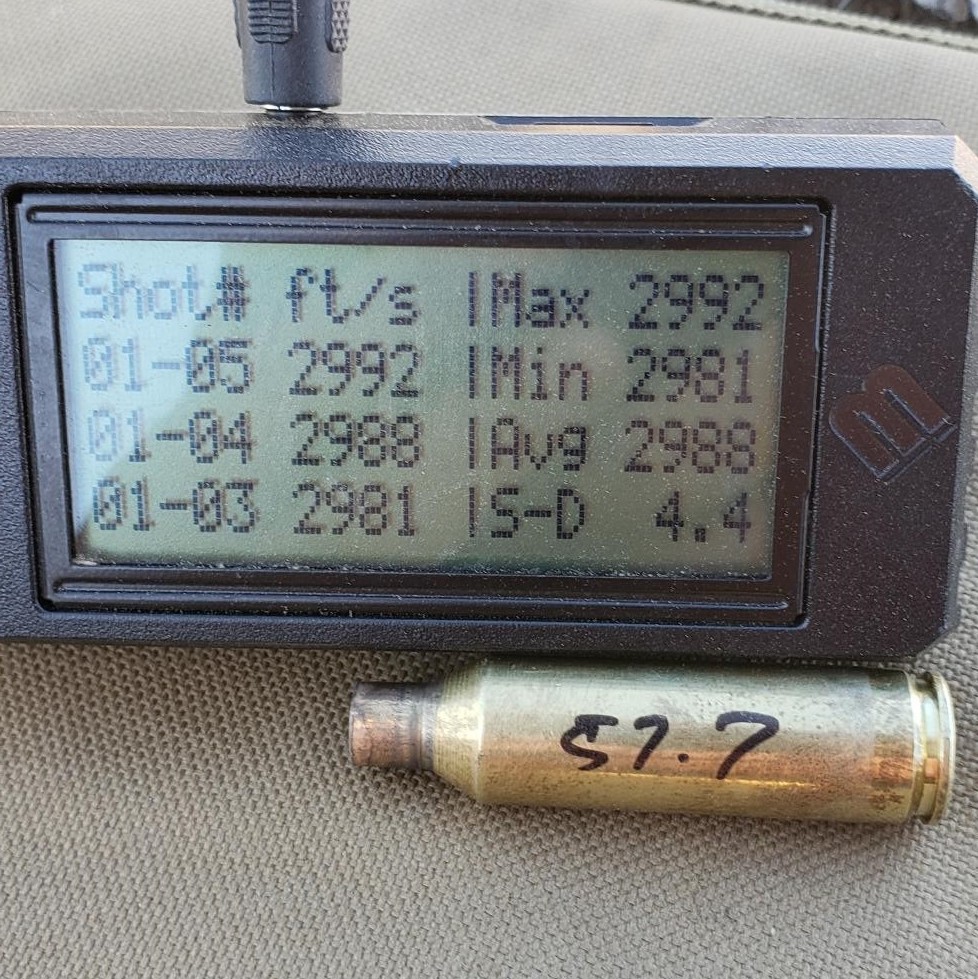 Shot# ft/s |Max 2992
01-05 2992 |Min 2981
01-04 2988 |Avg 2988
01-03 2981 |S-D 4.4
57.7